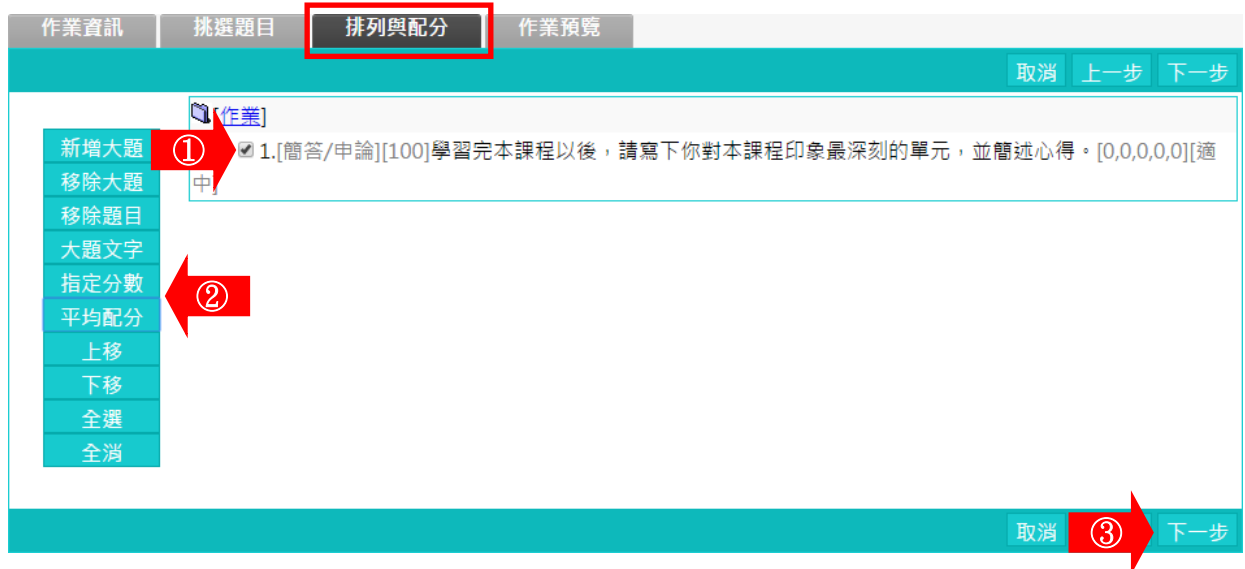 作業資訊 挑選題目 排列與配分 作業預覽
取消 上一步 下一步
[作業]
① 1.[簡答/申論][100]學習完本課程以後，請寫下你對本課程印象最深刻的單元，並簡述心得。[0,0,0,0,0][適
中]
新增大題
移除大題
移除題目
大題文字
指定分數
②
平均配分
上移
下移
全選
全消
取消 ③ 下一步